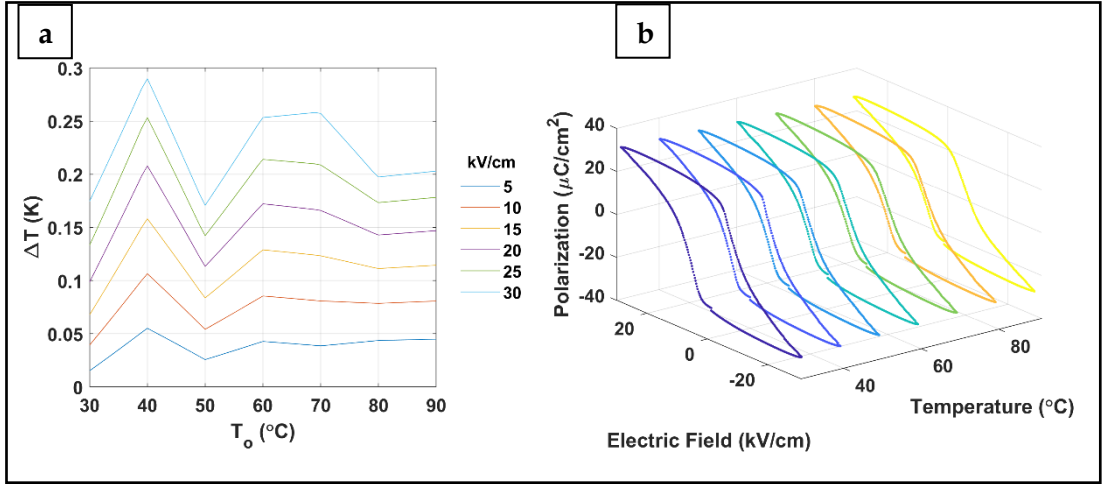 a
0.3
0.25
0.2
0.15
0.1
0.05
0
ΔT (K)
30 40 50 60 70 80 90
T_o (°C)
kV/cm
5
10
15
20
25
30
b
40
20
0
-20
-40
Polarization (μC/cm²)
20
0
-20
Electric Field (kV/cm)
40
60
80
Temperature (°C)